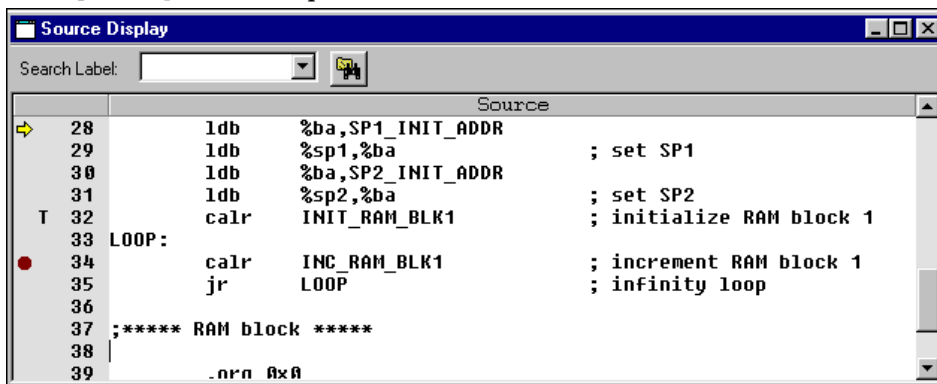 Source Display
Search Label:
Source
28 ldb %ba,SP1_INIT_ADDR
29 ldb %sp1,%ba ; set SP1
30 ldb %ba,SP2_INIT_ADDR
31 ldb %sp2,%ba ; set SP2
T 32 calr INIT_RAM_BLK1 ; initialize RAM block 1
33 LOOP:
34 calr INC_RAM_BLK1 ; increment RAM block 1
35 jr LOOP ; infinity loop
36
37 ;***** RAM block *****
38
39 .org 0x0